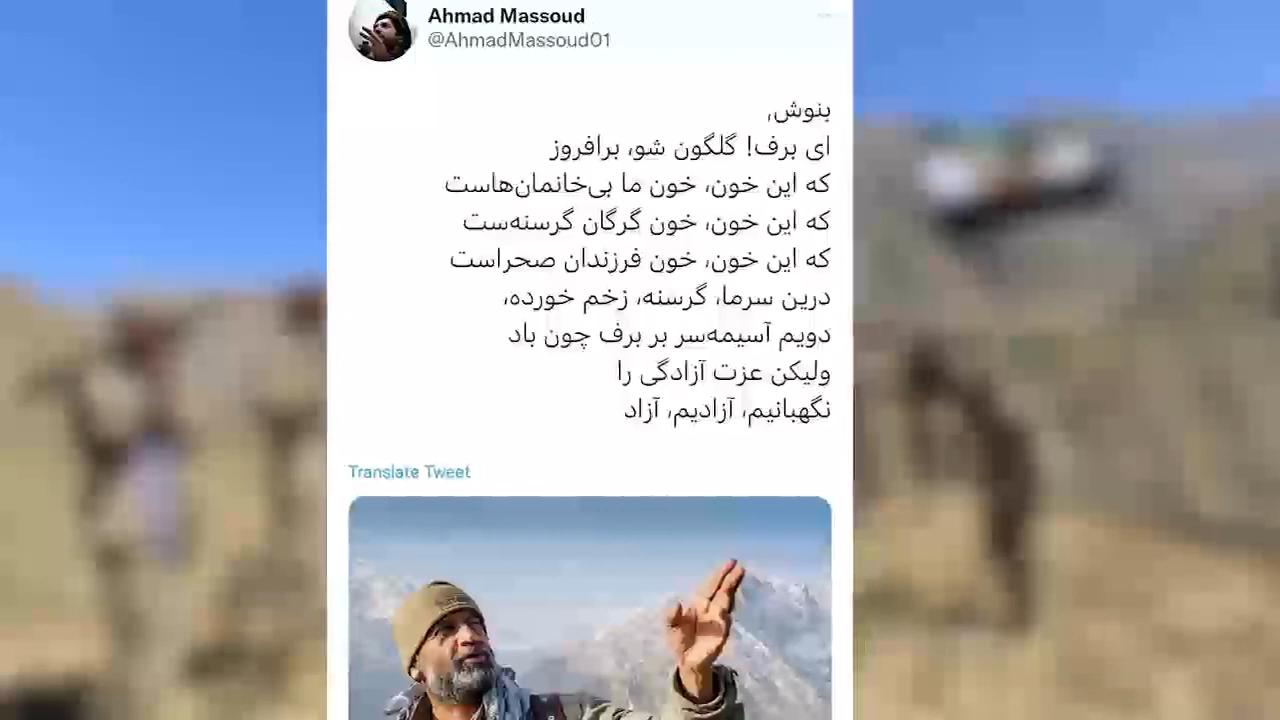 Ahmad Massoud
@AhmadMassoud01
بنوش,
ای برف! گلگون شو، برافروز
که این خون، خون ما بی‌خانمان‌هاست
که این خون، خون گرگان گرسنه‌ست
که این خون، خون فرزندان صحراست
درین سرما، گرسنه، زخم خورده،
دویم آسیمه‌سر بر برف چون باد
ولیکن عزت آزادگی را
نگهبانیم، آزادیم، آزاد
Translate Tweet